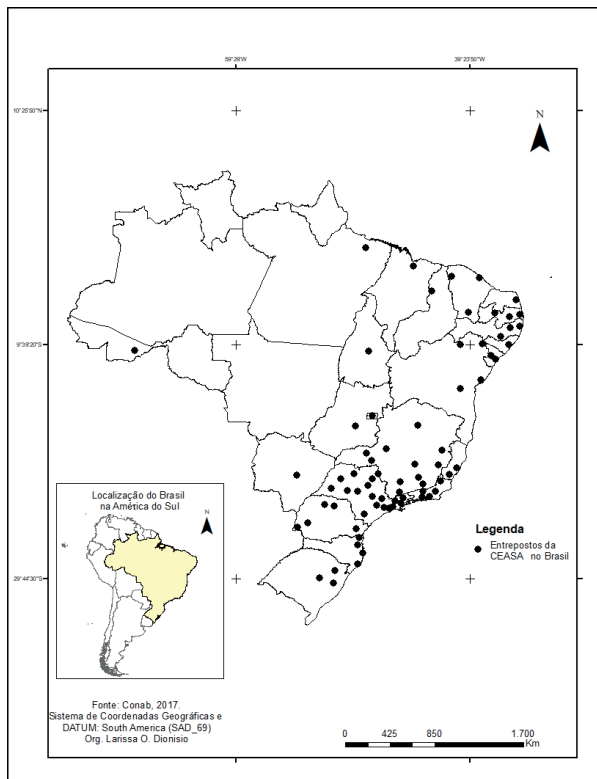 59°29'W
39°23'50"W
10°25'50"N
N
9°39'20"S
Localização do Brasil
na América do Sul
N
Legenda
Entrepostos da
CEASA no Brasil
29°44'30"S
Fonte: Conab, 2017.
Sistema de Coordenadas Geográficas e
DATUM: South America (SAD_69)
Org. Larissa O. Dionisio
0 425 850 1.700
Km